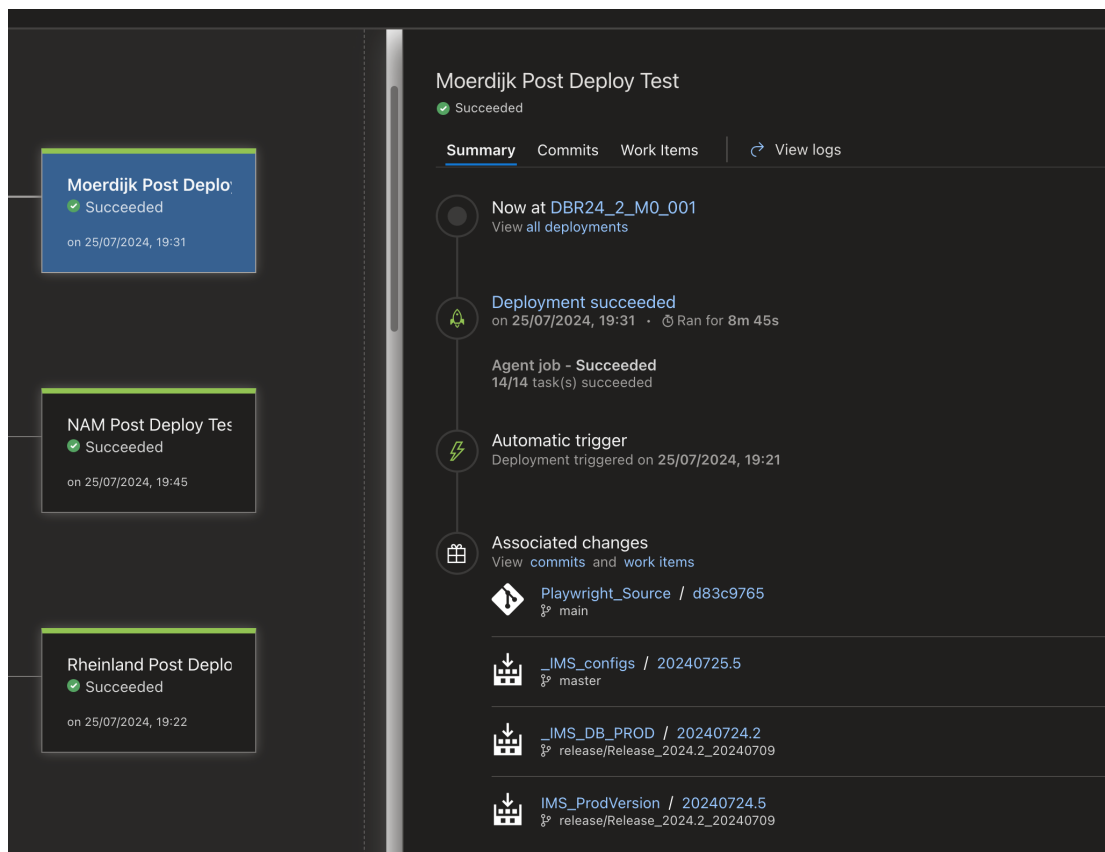 Moerdijk Post Deploy
Succeeded
on 25/07/2024, 19:31
NAM Post Deploy Tes
Succeeded
on 25/07/2024, 19:45
Rheinland Post Deplo
Succeeded
on 25/07/2024, 19:22
Moerdijk Post Deploy Test
Succeeded
Summary Commits Work Items View logs
Now at DBR24_2_M0_001
View all deployments
Deployment succeeded
on 25/07/2024, 19:31 · Ran for 8m 45s
Agent job - Succeeded
14/14 task(s) succeeded
Automatic trigger
Deployment triggered on 25/07/2024, 19:21
Associated changes
View commits and work items
Playwright_Source / d83c9765
main
_IMS_configs / 20240725.5
master
_IMS_DB_PROD / 20240724.2
release/Release_2024.2_20240709
IMS_ProdVersion / 20240724.5
release/Release_2024.2_20240709